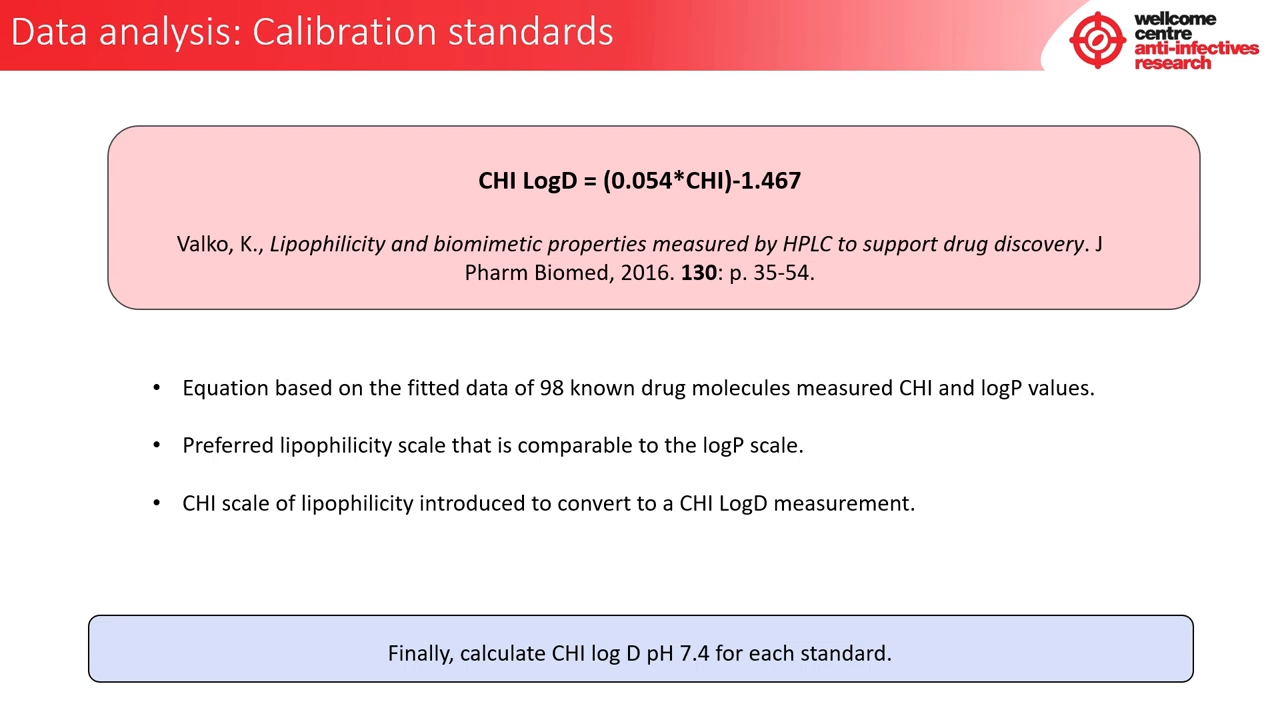 Data analysis: Calibration standards
wellcome
centre
anti-infectives
research
CHI LogD = (0.054*CHI)-1.467
Valko, K., Lipophilicity and biomimetic properties measured by HPLC to support drug discovery. J
Pharm Biomed, 2016. 130: p. 35-54.
• Equation based on the fitted data of 98 known drug molecules measured CHI and logP values.
• Preferred lipophilicity scale that is comparable to the logP scale.
• CHI scale of lipophilicity introduced to convert to a CHI LogD measurement.
Finally, calculate CHI log D pH 7.4 for each standard.